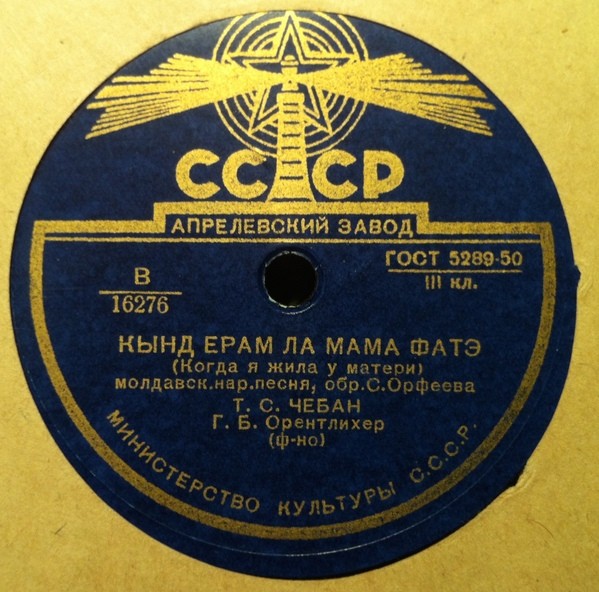 СССР
АПРЕЛЕВСКИЙ ЗАВОД
ГОСТ 5289-50
III кл.
В
16276
КЫНД ЕРАМ ЛА МАМА ФАТЭ
(Когда я жила у матери)
молдавск.нар.песня, обр.С.Орфеева
Т. С. ЧЕБАН
Г. Б. Орентлихер
(ф-но)
МИНИСТЕРСТВО КУЛЬТУРЫ С.С.С.Р.